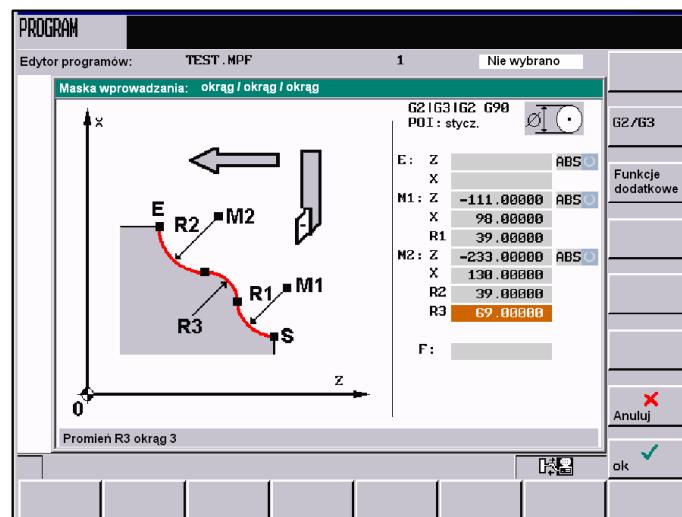 PROGRAM
Edytor programów: TEST.MPF 1 Nie wybrano
Maska wprowadzania: okrąg / okrąg / okrąg
G2|G3|G2 G90
POI: stycz.
G2/G3
X
E: Z ABS
X
Funkcje dodatkowe
M1: Z -111.00000 ABS
X 98.00000
R1 39.00000
M2: Z -233.00000 ABS
X 130.00000
R2 39.00000
R3 69.00000
F:
E
R2
M2
R1
M1
R3
S
Z
0
Anuluj
Promień R3 okrąg 3
ok